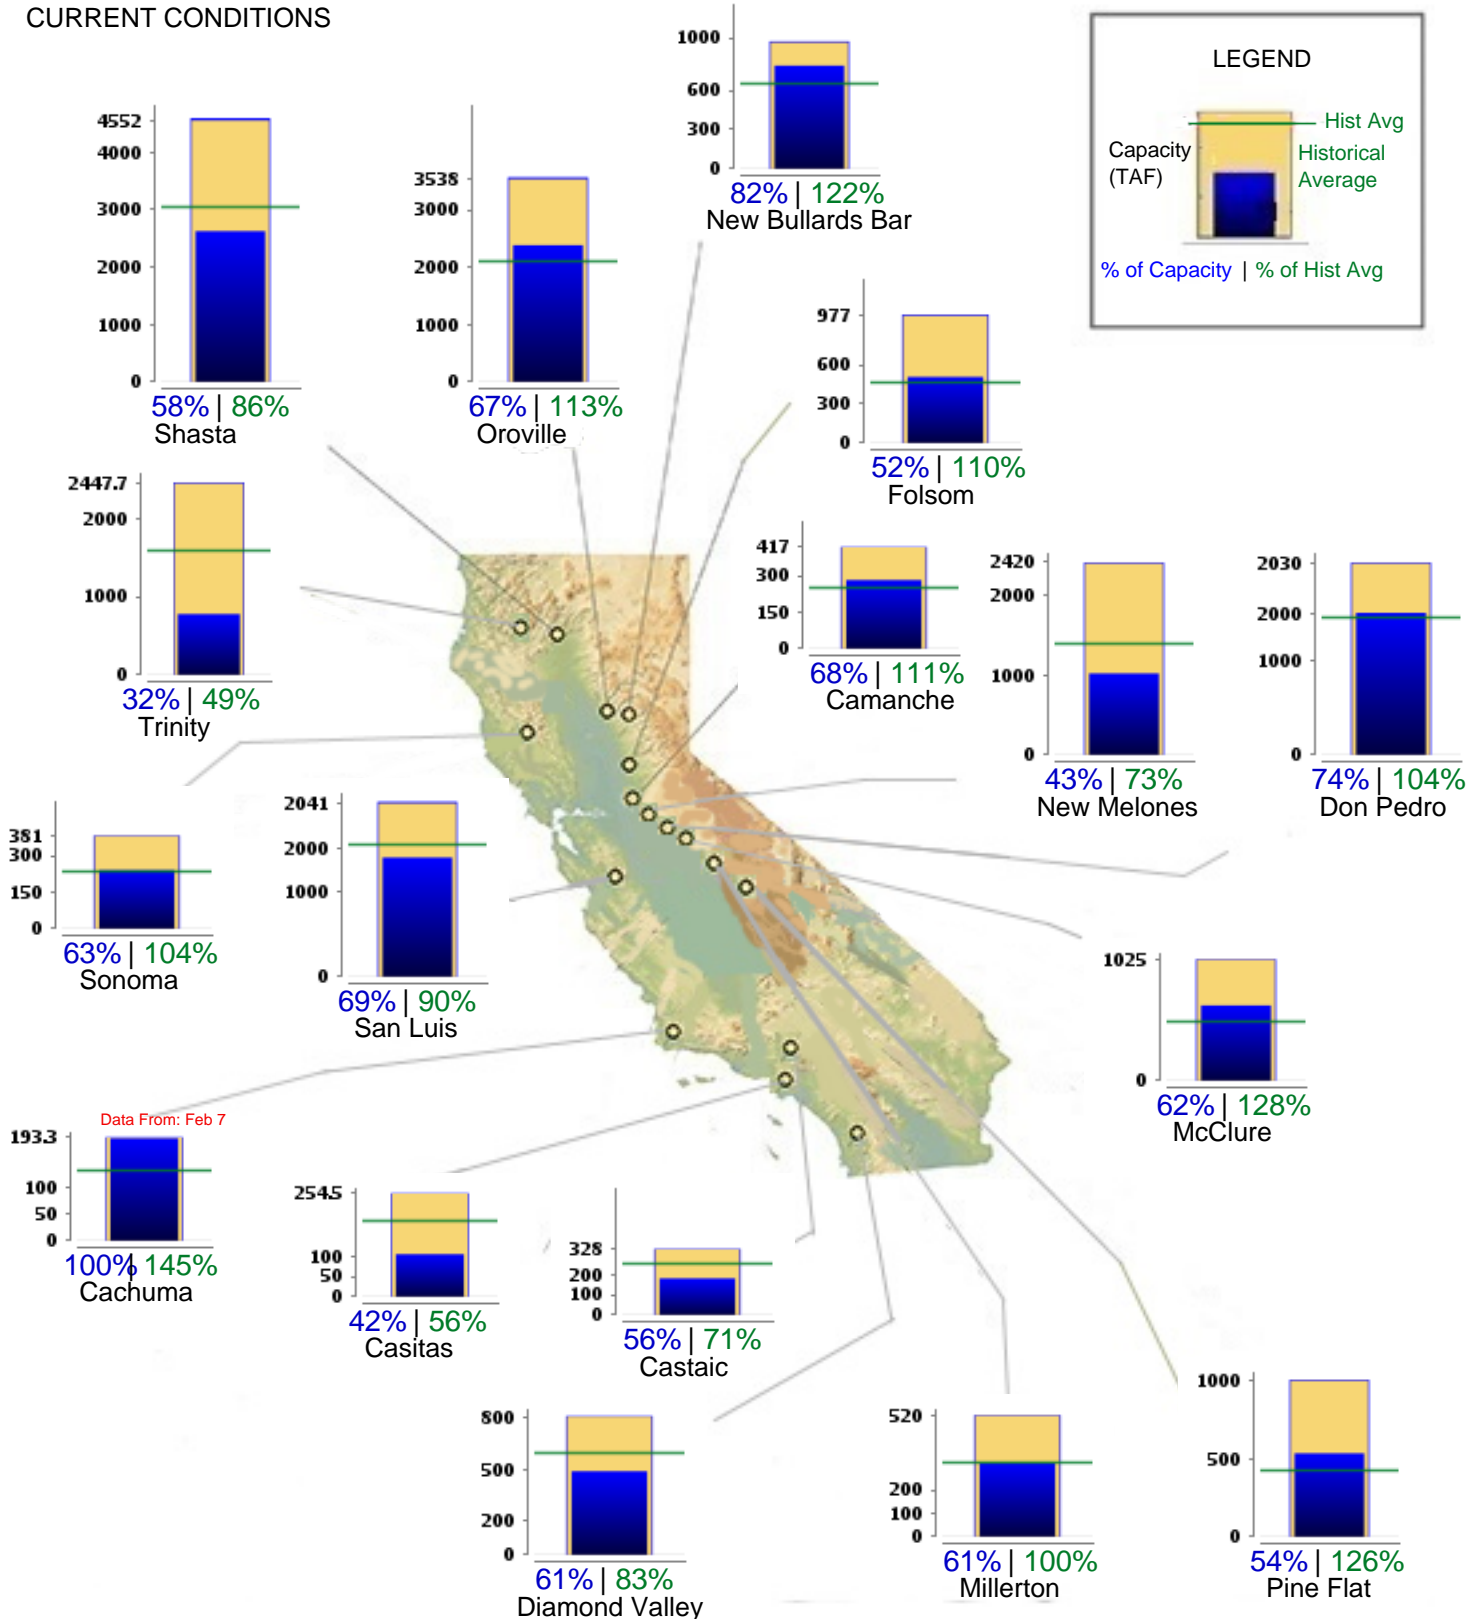 CURRENT CONDITIONS
1000
600
300
0
82% | 122%
New Bullards Bar
LEGEND
Hist Avg
Capacity
(TAF)
Historical
Average
% of Capacity | % of Hist Avg
4552
4000
3000
2000
1000
0
58% | 86%
Shasta
3538
3000
2000
1000
0
67% | 113%
Oroville
977
600
300
0
52% | 110%
Folsom
2447.7
2000
1000
0
32% | 49%
Trinity
417
300
150
0
68% | 111%
Camanche
2420
2000
1000
0
43% | 73%
New Melones
2030
2000
1000
0
74% | 104%
Don Pedro
381
300
150
0
63% | 104%
Sonoma
2041
2000
1000
0
69% | 90%
San Luis
1025
0
62% | 128%
McClure
Data From: Feb 7
193.3
100
50
0
100% | 145%
Cachuma
254.5
100
50
0
42% | 56%
Casitas
328
200
100
0
56% | 71%
Castaic
800
500
200
0
61% | 83%
Diamond Valley
520
200
100
0
61% | 100%
Millerton
1000
500
0
54% | 126%
Pine Flat